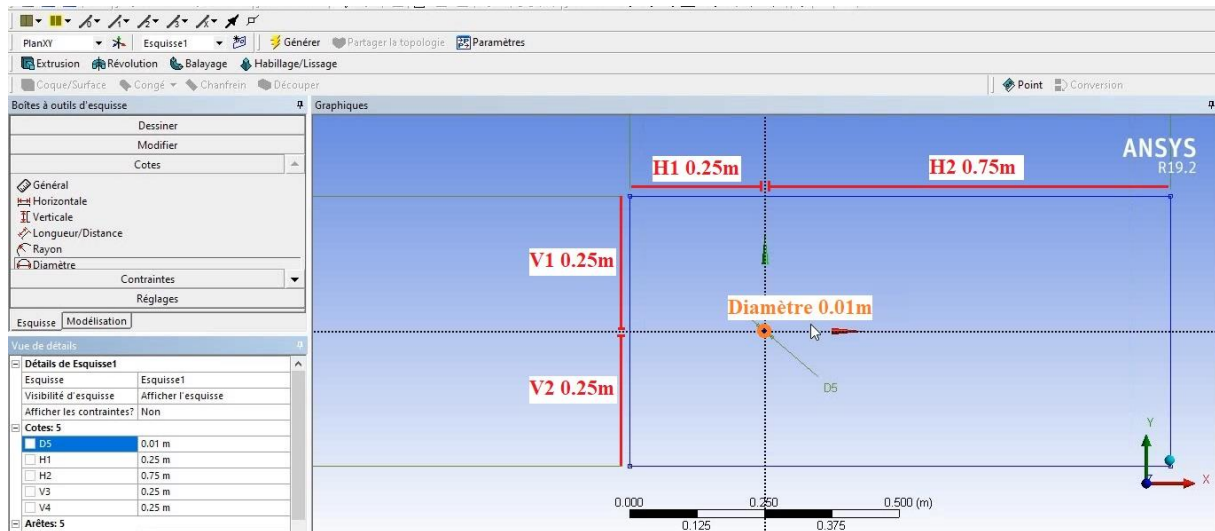 PlanXY Esquisse1 Générer Partager la topologie Paramètres
Extrusion Révolution Balayage Habillage/Lissage
Coque/Surface Congé Chanfrein Découper Point Conversion
Boîtes à outils d'esquisse
Dessiner
Modifier
Cotes
Général
Horizontale
Verticale
Longueur/Distance
Rayon
Diamètre
Contraintes
Réglages
Esquisse Modélisation
Vue de détails
Détails de Esquisse1
Esquisse Esquisse1
Visibilité d'esquisse Afficher l'esquisse
Afficher les contraintes? Non
Cotes: 5
D5 0.01 m
H1 0.25 m
H2 0.75 m
V3 0.25 m
V4 0.25 m
Arêtes: 5
Graphiques
ANSYS
R19.2
H1 0.25m H2 0.75m
V1 0.25m
Diamètre 0.01m
V2 0.25m
D5
Y
X
0.000 0.250 0.500 (m)
0.125 0.375